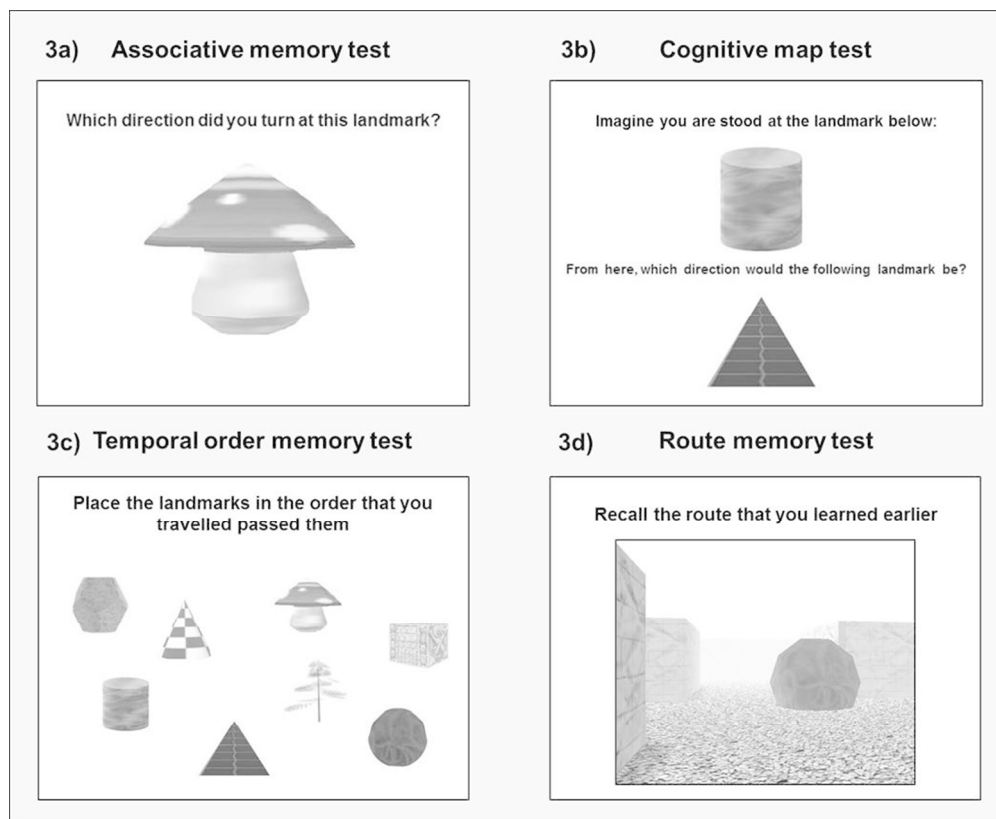 3a) Associative memory test
Which direction did you turn at this landmark?
3b) Cognitive map test
Imagine you are stood at the landmark below:
From here, which direction would the following landmark be?
3c) Temporal order memory test
Place the landmarks in the order that you
travelled passed them
3d) Route memory test
Recall the route that you learned earlier